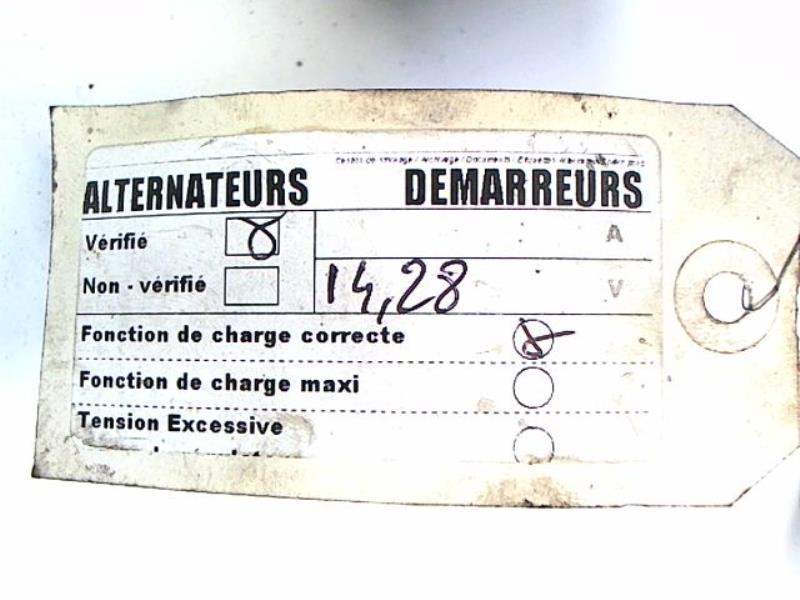 ALTERNATEURS DEMARREURS
Vérifié A
Non - vérifié 14,28 V
Fonction de charge correcte
Fonction de charge maxi
Tension Excessive